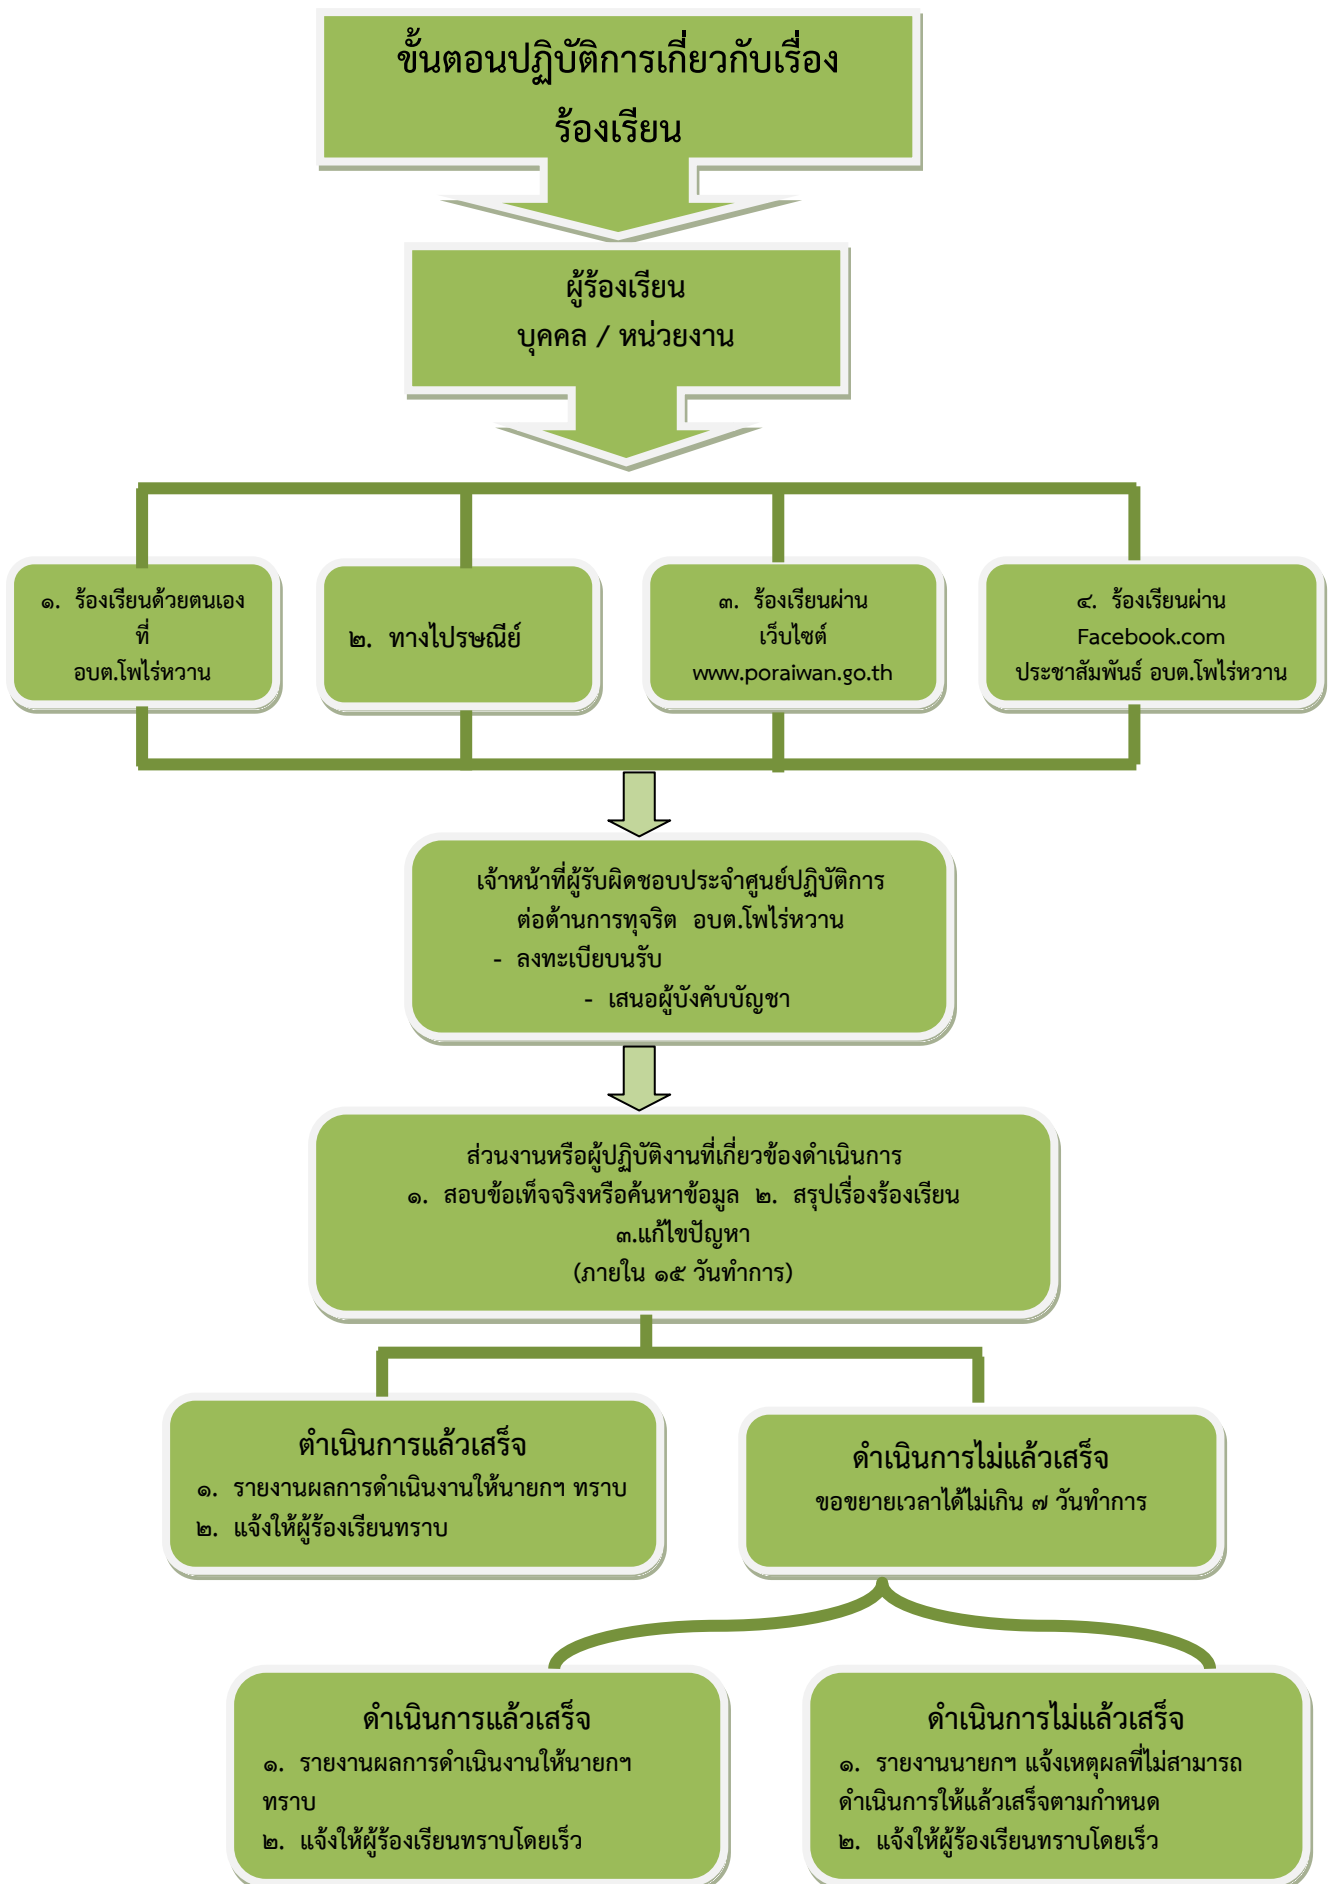 ขั้นตอนปฏิบัติการเกี่ยวกับเรื่อง
ร้องเรียน
ผู้ร้องเรียน
บุคคล / หน่วยงาน
๑. ร้องเรียนด้วยตนเอง
ที่
อบต.โพไร่หวาน
๒. ทางไปรษณีย์
๓. ร้องเรียนผ่าน
เว็บไซต์
www.poraiwan.go.th
๔. ร้องเรียนผ่าน
Facebook.com
ประชาสัมพันธ์ อบต.โพไร่หวาน
เจ้าหน้าที่ผู้รับผิดชอบประจำศูนย์ปฏิบัติการ
ต่อต้านการทุจริต อบต.โพไร่หวาน
- ลงทะเบียบนรับ
- เสนอผู้บังคับบัญชา
ส่วนงานหรือผู้ปฏิบัติงานที่เกี่ยวข้องดำเนินการ
๑. สอบข้อเท็จจริงหรือค้นหาข้อมูล ๒. สรุปเรื่องร้องเรียน
๓.แก้ไขปัญหา
(ภายใน ๑๕ วันทำการ)
ตำเนินการแล้วเสร็จ
๑. รายงานผลการดำเนินงานให้นายกฯ ทราบ
๒. แจ้งให้ผู้ร้องเรียนทราบ
ดำเนินการไม่แล้วเสร็จ
ขอขยายเวลาได้ไม่เกิน ๗ วันทำการ
ดำเนินการแล้วเสร็จ
๑. รายงานผลการดำเนินงานให้นายกฯ
ทราบ
๒. แจ้งให้ผู้ร้องเรียนทราบโดยเร็ว
ดำเนินการไม่แล้วเสร็จ
๑. รายงานนายกฯ แจ้งเหตุผลที่ไม่สามารถ
ดำเนินการให้แล้วเสร็จตามกำหนด
๒. แจ้งให้ผู้ร้องเรียนทราบโดยเร็ว